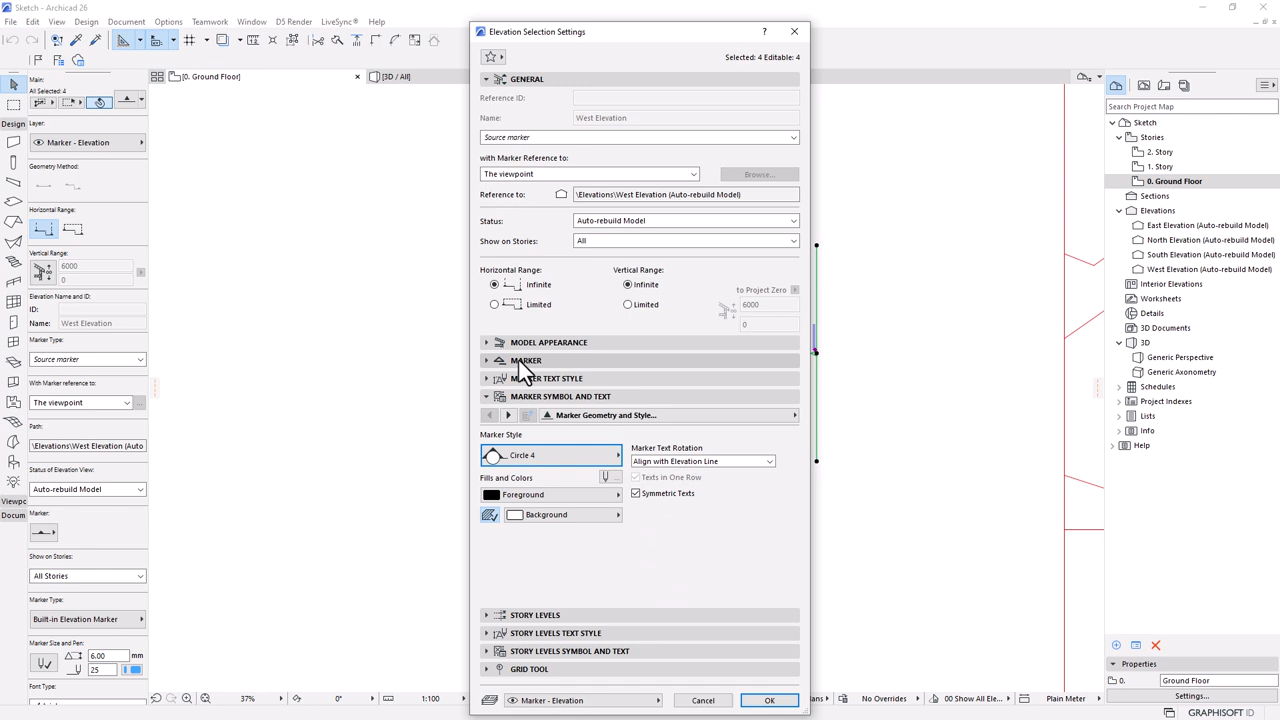 Sketch - Archicad 26
File Edit View Design Document Options Teamwork Window D5 Render LiveSync® Help
[0. Ground Floor]
[3D / All]
Main:
All Selected: 4
Layer:
Marker - Elevation
Design
Geometry Method:
Horizontal Range:
Vertical Range:
6000
0
Elevation Name and ID:
ID:
Name: West Elevation
Marker Type:
Source marker
With Marker reference to:
The viewpoint
Path:
\Elevations\West Elevation (Auto
Status of Elevation View:
Auto-rebuild Model
Viewpc
Docum
Marker:
Show on Stories:
All Stories
Marker Type:
Built-in Elevation Marker
Marker Size and Pen:
6.00 mm
25
Font Type:
Elevation Selection Settings
?
Selected: 4 Editable: 4
GENERAL
Reference ID:
Name: West Elevation
Source marker
with Marker Reference to:
The viewpoint
Browse...
Reference to: \Elevations\West Elevation (Auto-rebuild Model)
Status: Auto-rebuild Model
Show on Stories: All
Horizontal Range: Vertical Range:
Infinite Infinite
to Project Zero
Limited Limited 6000
0
MODEL APPEARANCE
MARKER
MARKER TEXT STYLE
MARKER SYMBOL AND TEXT
Marker Geometry and Style...
Marker Style
Circle 4
Marker Text Rotation
Align with Elevation Line
Fills and Colors
Texts in One Row
Foreground
Symmetric Texts
Background
STORY LEVELS
STORY LEVELS TEXT STYLE
STORY LEVELS SYMBOL AND TEXT
GRID TOOL
Marker - Elevation
Cancel
OK
37%
0°
1:100
ans
No Overrides
00 Show All Ele...
Plain Meter
Search Project Map
Sketch
Stories
2. Story
1. Story
0. Ground Floor
Sections
Elevations
East Elevation (Auto-rebuild Model)
North Elevation (Auto-rebuild Model)
South Elevation (Auto-rebuild Model)
West Elevation (Auto-rebuild Model)
Interior Elevations
Worksheets
Details
3D Documents
3D
Generic Perspective
Generic Axonometry
Schedules
Project Indexes
Lists
Info
Help
Properties
0. Ground Floor
Settings...
GRAPHISOFT ID